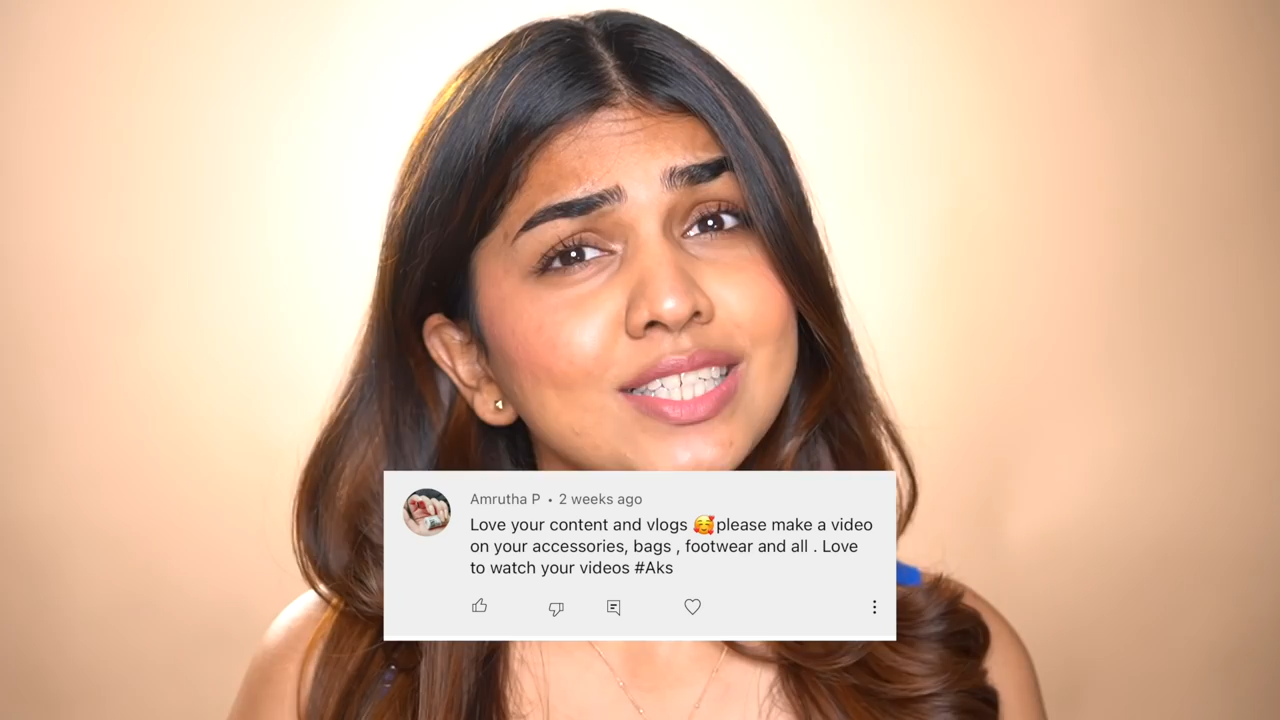 Amrutha P • 2 weeks ago
Love your content and vlogs 🥰please make a video
on your accessories, bags , footwear and all . Love
to watch your videos #Aks